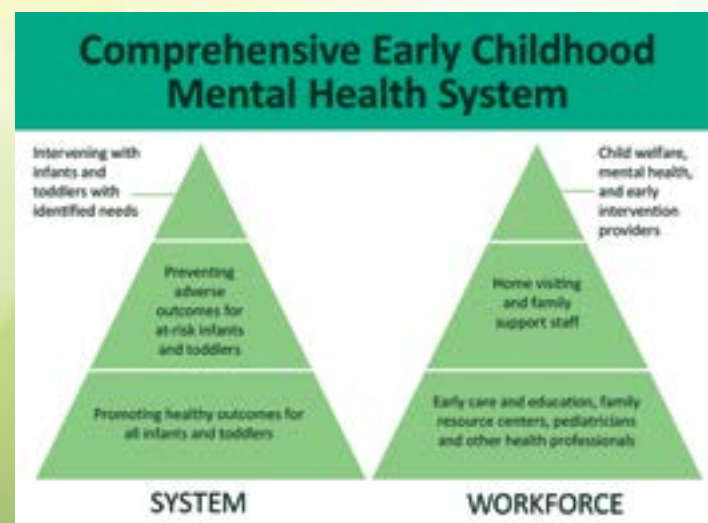 Comprehensive Early Childhood
Mental Health System
Intervening with
infants and
toddlers with
identified needs
Preventing
adverse
outcomes for
at-risk infants
and toddlers
Promoting healthy outcomes for
all infants and toddlers
SYSTEM
Child welfare,
mental health,
and early
intervention
providers
Home visiting
and family
support staff
Early care and education, family
resource centers, pediatricians
and other health professionals
WORKFORCE